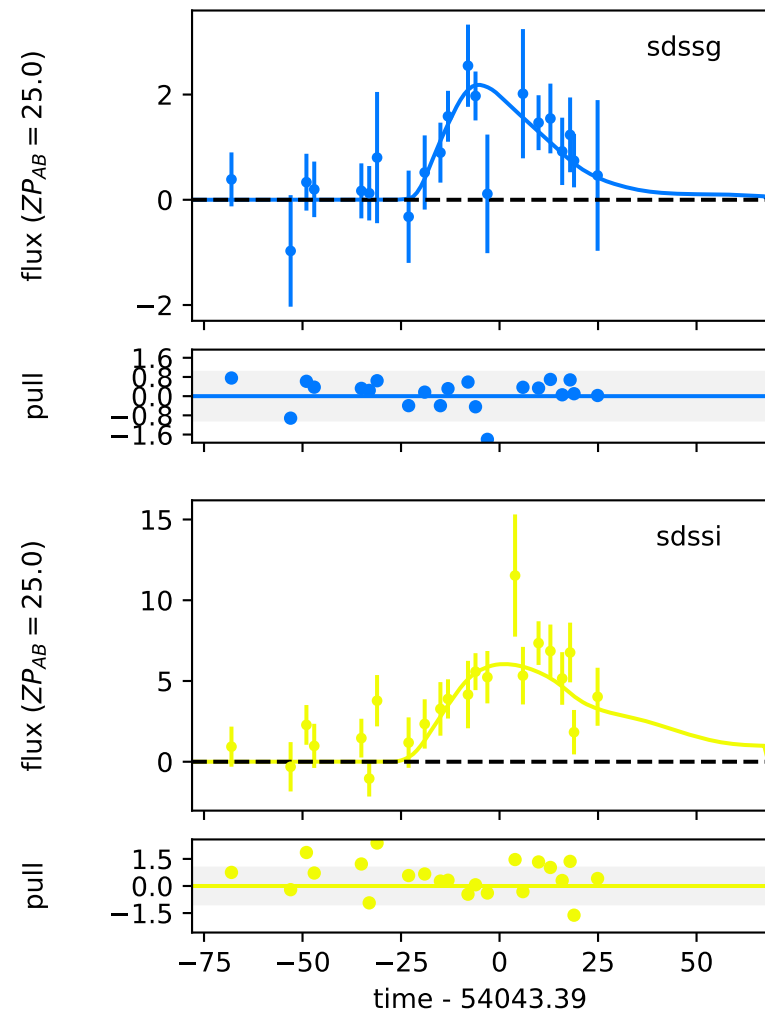 sdssg
flux (ZP_AB = 25.0)
2
0
−2
pull
1.6
0.8
0.0
−0.8
−1.6
sdssi
flux (ZP_AB = 25.0)
15
10
5
0
pull
1.5
0.0
−1.5
−75 −50 −25 0 25 50
time - 54043.39